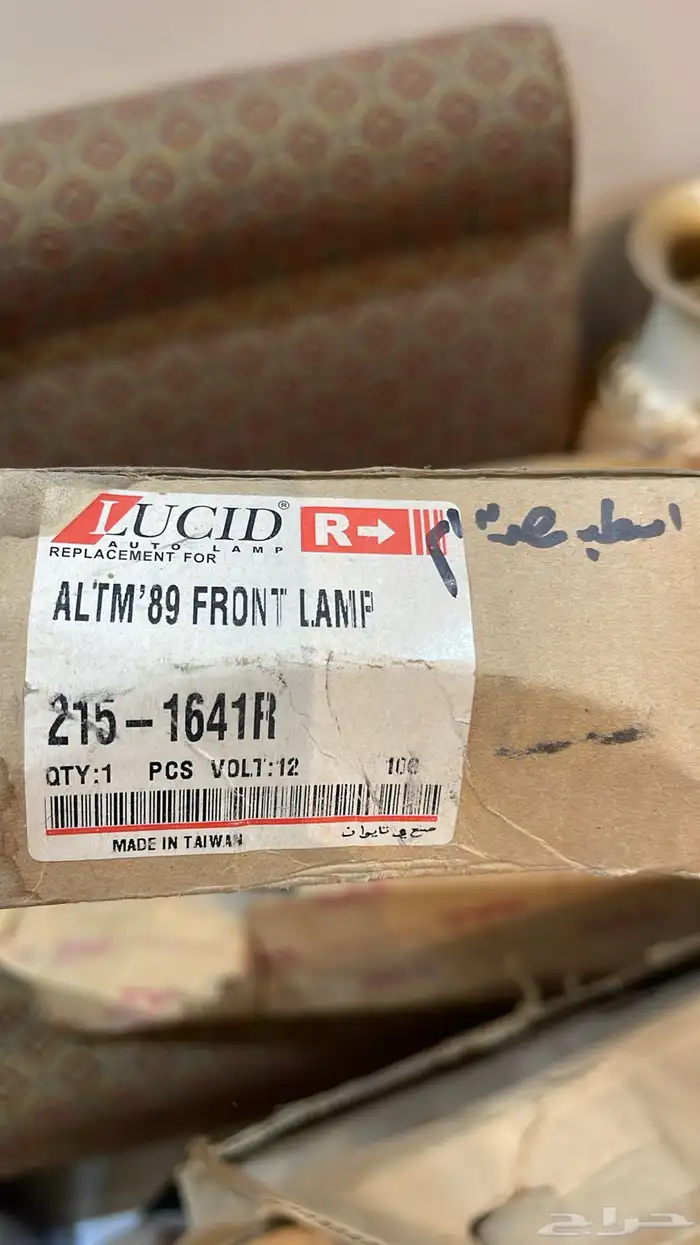 LUCID®
AUTO LAMP
R→
REPLACEMENT FOR
ALTM'89 FRONT LAMP
215-1641R
QTY:1 PCS VOLT:12
MADE IN TAIWAN
صنع في تايوان
حراج